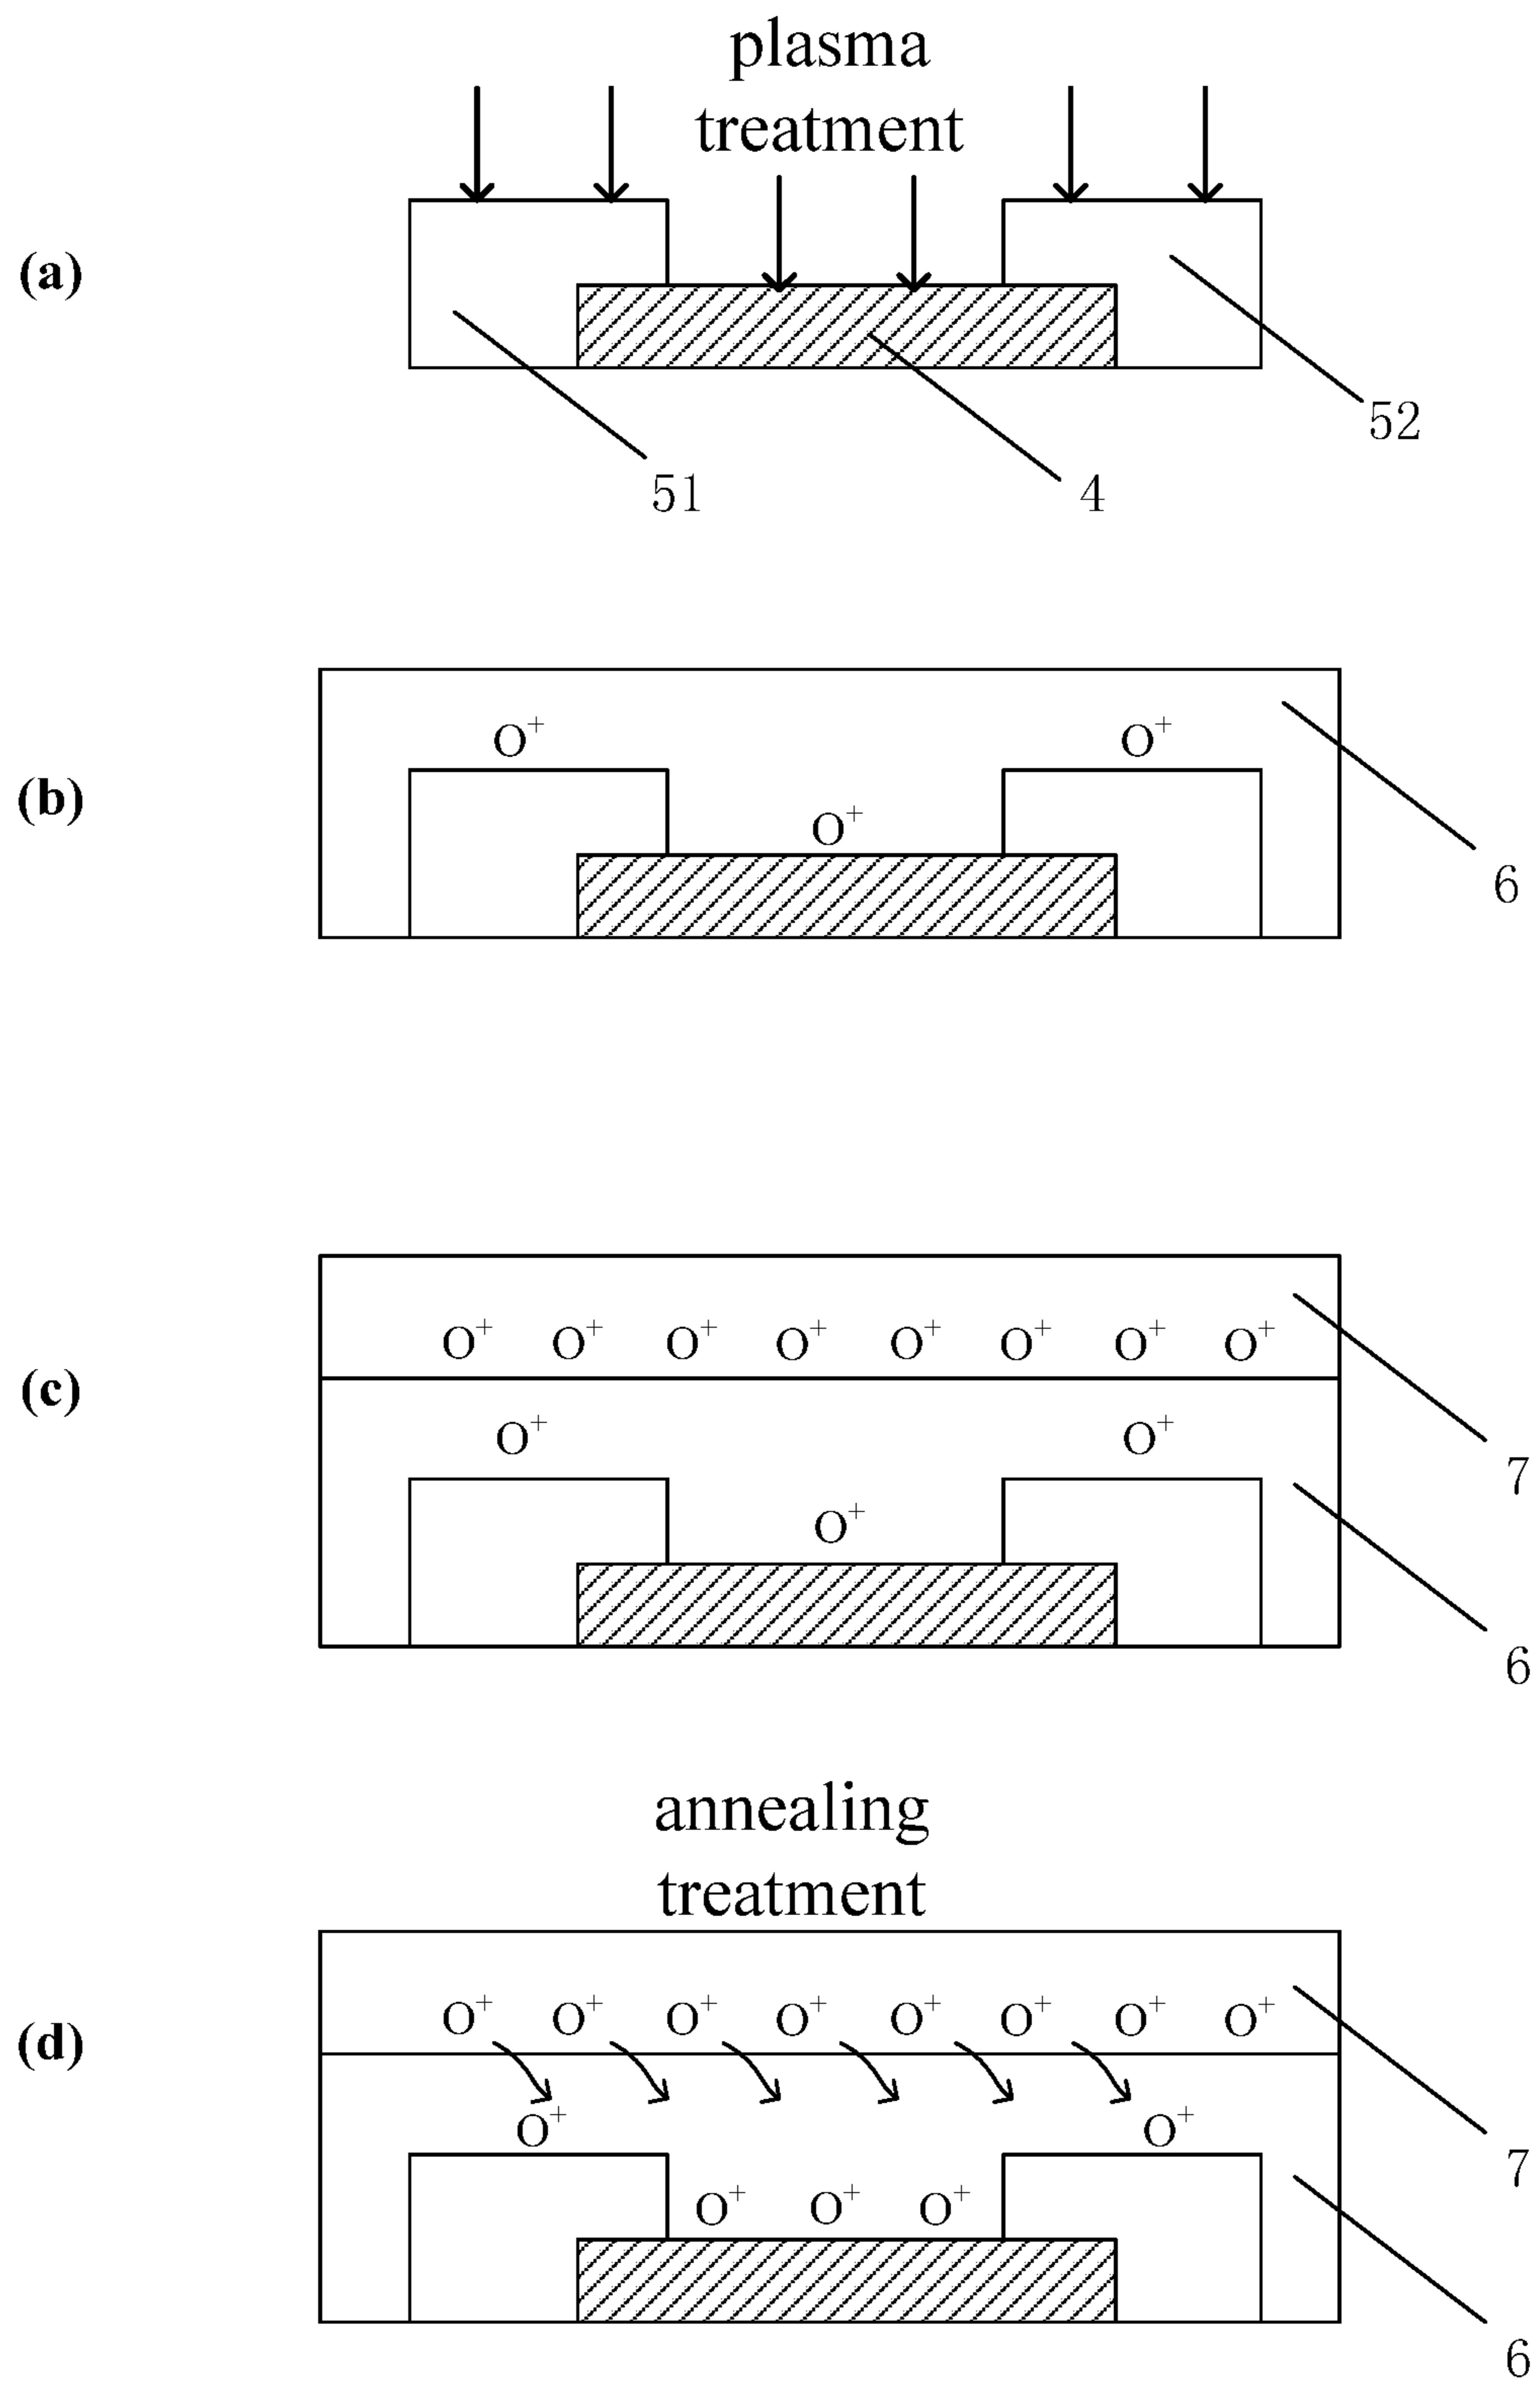 plasma
treatment
(a)
52
51
4
O⁺ O⁺
(b)
O⁺
6
O⁺ O⁺ O⁺ O⁺ O⁺ O⁺ O⁺ O⁺
(c)
O⁺ O⁺
7
O⁺
6
annealing
treatment
O⁺ O⁺ O⁺ O⁺ O⁺ O⁺ O⁺ O⁺
(d)
O⁺ O⁺
7
O⁺ O⁺ O⁺
6